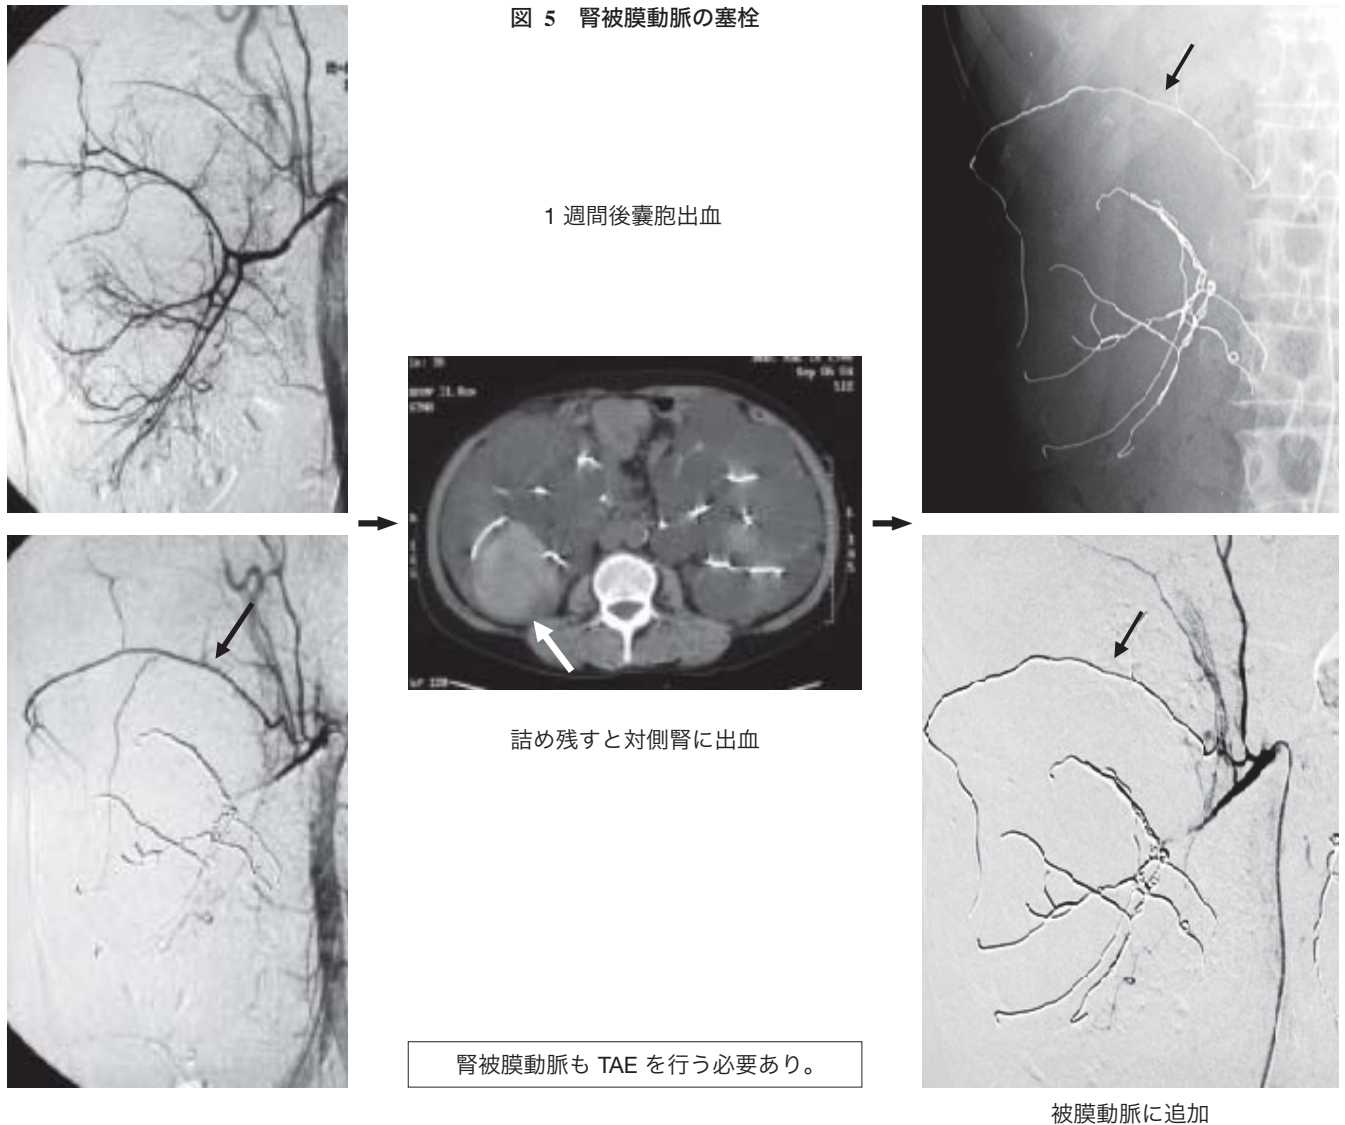 図 5 腎被膜動脈の塞栓
1 週間後嚢胞出血
詰め残すと対側腎に出血
腎被膜動脈も TAE を行う必要あり。
被膜動脈に追加